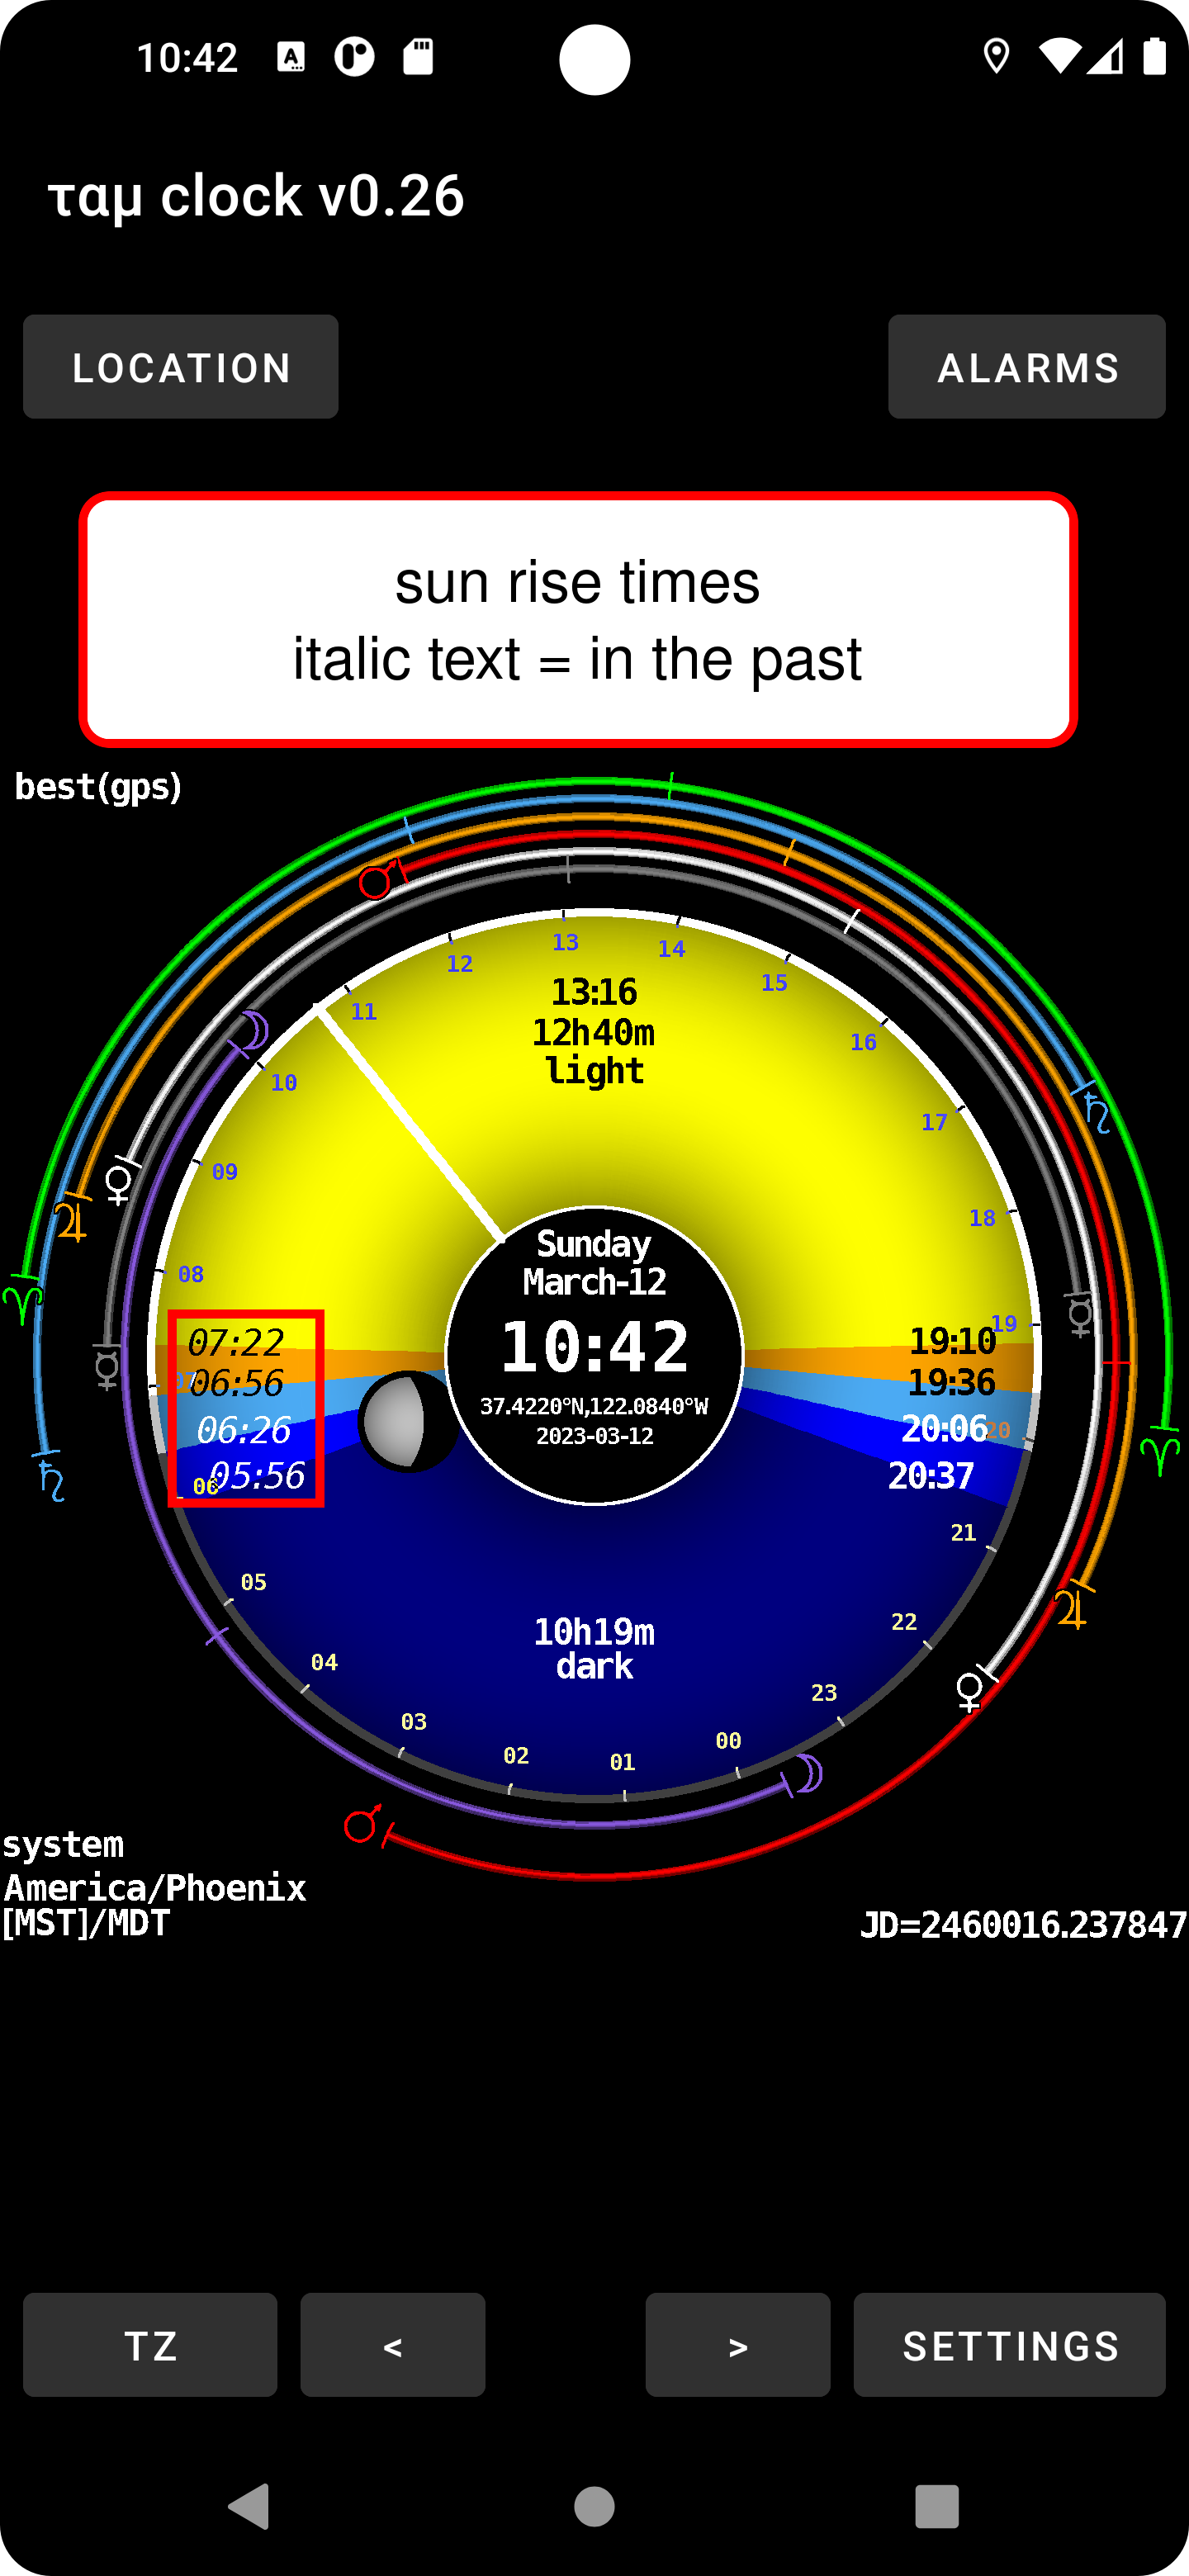 10:42
ταμ clock v0.26
LOCATION
ALARMS
sun rise times
italic text = in the past
best(gps)
13
12
14
11
15
13:16
12h40m
light
16
10
17
09
18
08
Sunday
March-12
10:42
37.4220°N,122.0840°W
2023-03-12
07:22
06:56
06:26
06
05:56
19
19:10
19:36
20:06
20
20:37
21
05
22
04
10h19m
dark
23
03
00
02
01
system
America/Phoenix
[MST]/MDT
JD=2460016.237847
TZ
<
>
SETTINGS